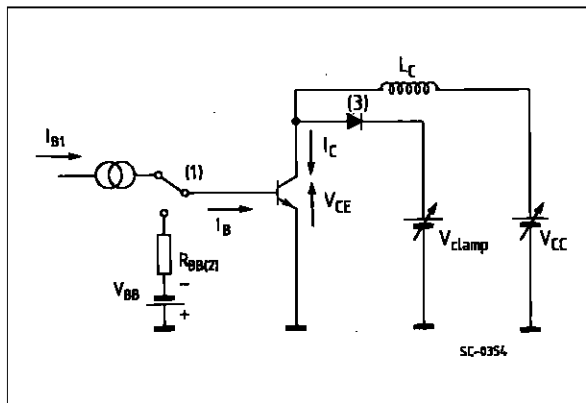 L_C
(3)
I_B1
(1)
I_C
I_B
V_CE
V_clamp
V_CC
R_BB(2)
V_BB
-
+
SC-0354